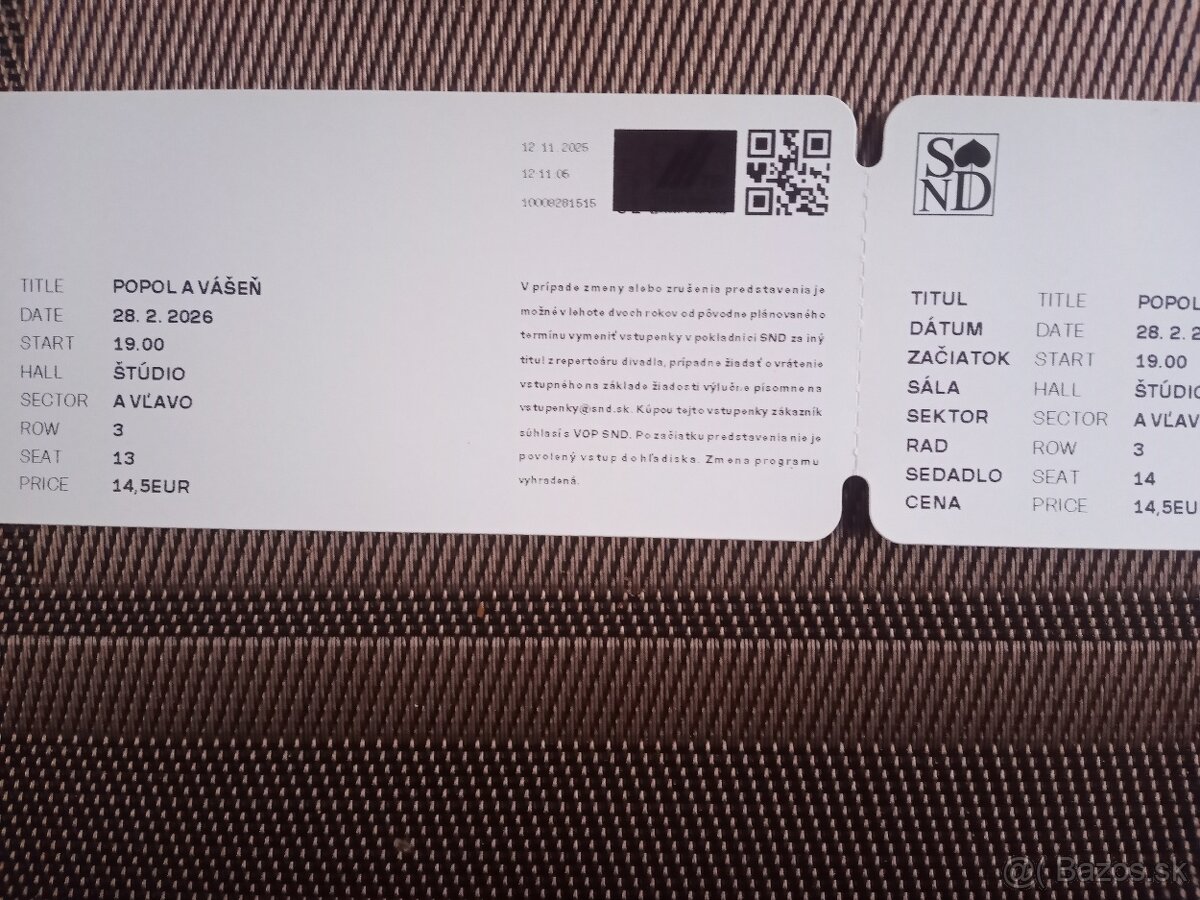 12 11 2025
12:11:05
10009281515
TITLE POPOL A VÁŠEŇ
DATE 28. 2. 2026
START 19.00
HALL ŠTÚDIO
SECTOR A VĽAVO
ROW 3
SEAT 13
PRICE 14,5EUR
V prípade zmeny alebo zrušenia predstavenia je
možné v lehote dvoch rokov od pôvodne plánovaného
termínu vymeniť vstupenky v pokladnici SND za iný
titul z repertoáru divadla, prípadne žiadať o vrátenie
vstupného na základe žiadosti výlučne písomne na
vstupenky@snd.sk. Kúpou tejto vstupenky zákazník
súhlasí s VOP SND. Po začiatku predstavenia nie je
povolený vstup do hľadiska. Zmena programu
vyhradená.
SND
TITUL TITLE POPOL
DÁTUM DATE 28. 2. 2
ZAČIATOK START 19.00
SÁLA HALL ŠTÚDIO
SEKTOR SECTOR A VĽAV
RAD ROW 3
SEDADLO SEAT 14
CENA PRICE 14,5EU
@( Bazos.sk